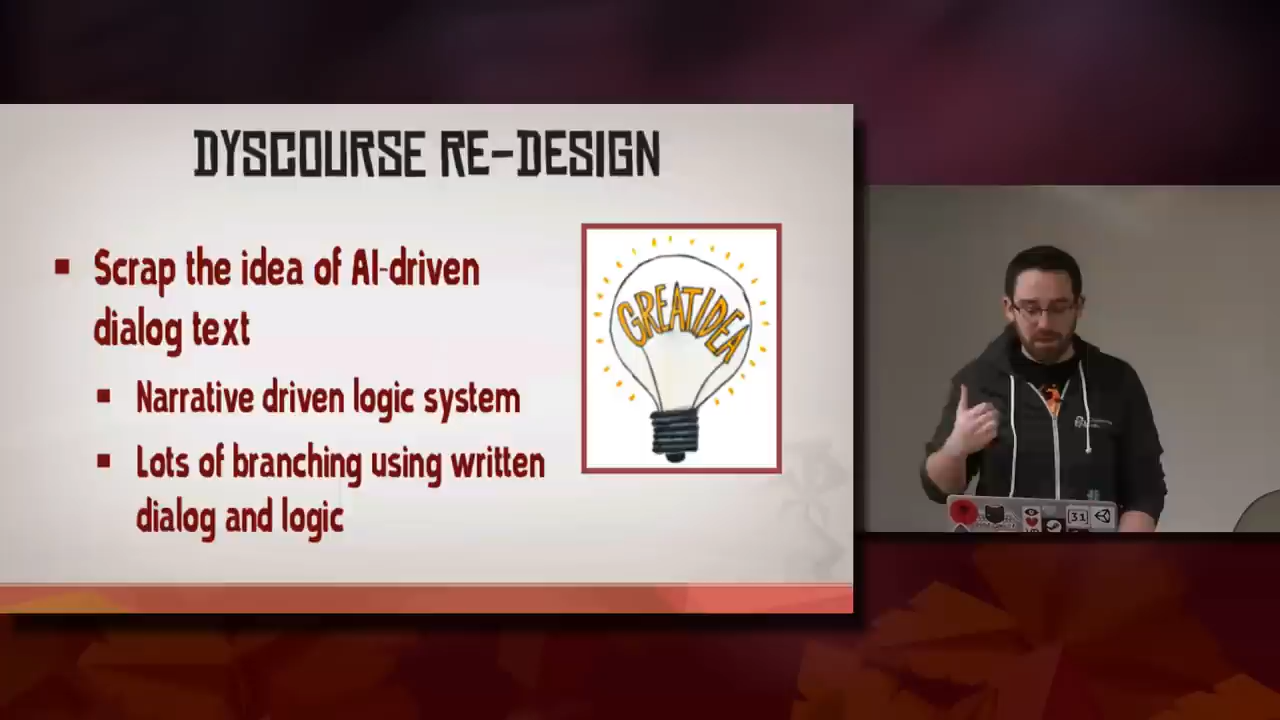 DYSCOURSE RE-DESIGN
Scrap the idea of AI-driven
dialog text
Narrative driven logic system
Lots of branching using written
dialog and logic
GREAT IDEA
31